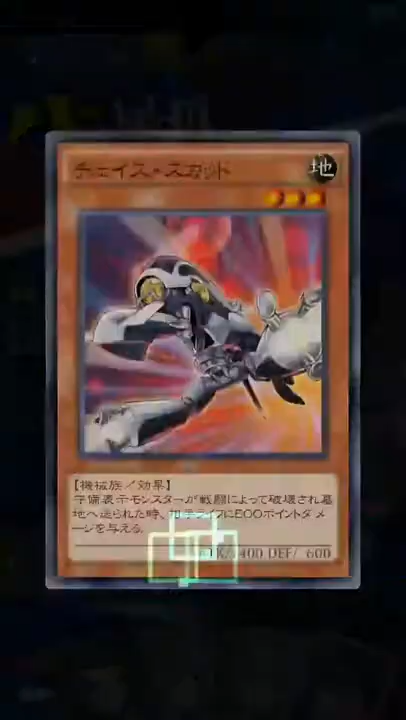 チェイス・スカッド
地
【機械族／効果】
守備表示モンスターが戦闘によって破壊され墓
地へ送られた時、相手ライフに500ポイントダメ
ージを与える。
ATK/ 400 DEF/ 600